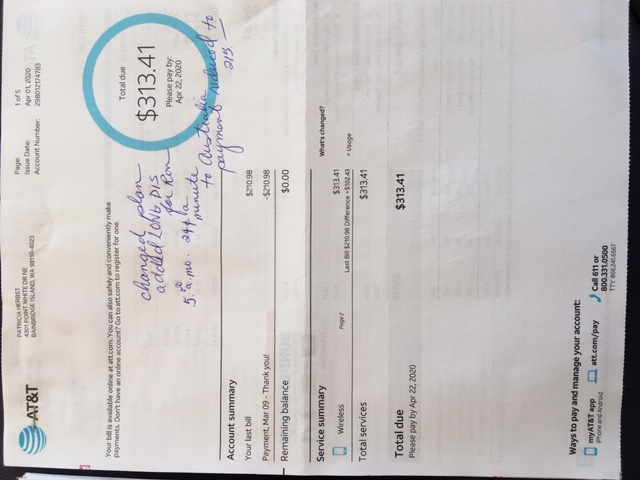 AT&T
PATRICIA HERBST
4301 POINT WHITE DR NE
BAINBRIDGE ISLAND, WA 98110-4023
Page: 1 of 5
Issue Date: Apr 01, 2020
Account Number: 298012174783
Your bill is available online at att.com. You can also safely and conveniently make
payments. Don't have an online account? Go to att.com to register for one.
Total due
$313.41
Please pay by:
Apr 22, 2020
changed plan
added LONG DIS
for Ron
5.00 a. mo. 24¢ a
minute
to Australia
payment reduced to
215. —
Account summary
Your last bill $210.98
Payment, Mar 09 - Thank you! -$210.98
Remaining balance $0.00
Service summary
What's changed?
Wireless Page 2 $313.41
Last Bill $210.98 Difference +$102.43
< Usage
Total services $313.41
Total due $313.41
Please pay by Apr 22, 2020
Ways to pay and manage your account:
myAT&T app
iPhone and Android
att.com/pay
Call 611 or
800.331.0500
TTY: 866.241.6567